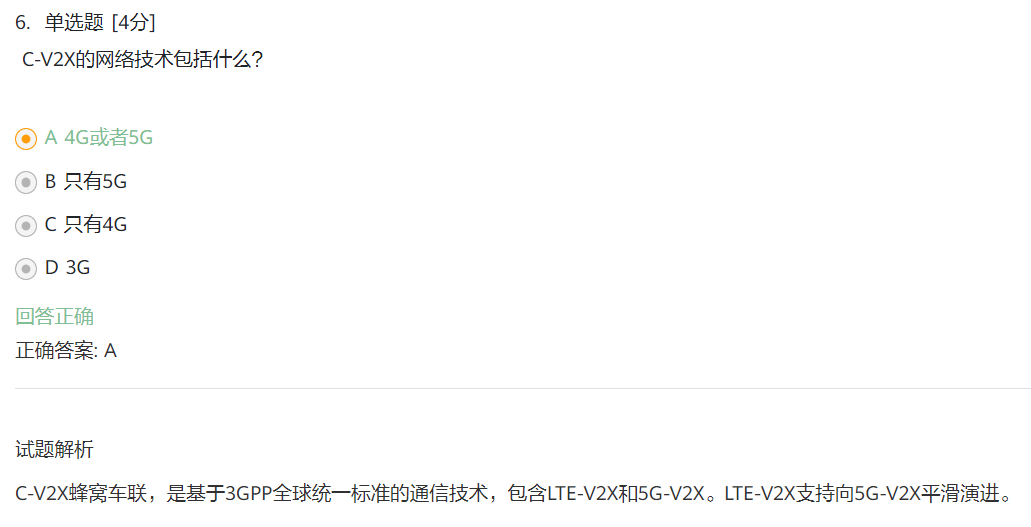 6. 单选题 [4分]
C-V2X的网络技术包括什么?
A 4G或者5G
B 只有5G
C 只有4G
D 3G
回答正确
正确答案: A
试题解析
C-V2X蜂窝车联，是基于3GPP全球统一标准的通信技术，包含LTE-V2X和5G-V2X。LTE-V2X支持向5G-V2X平滑演进。